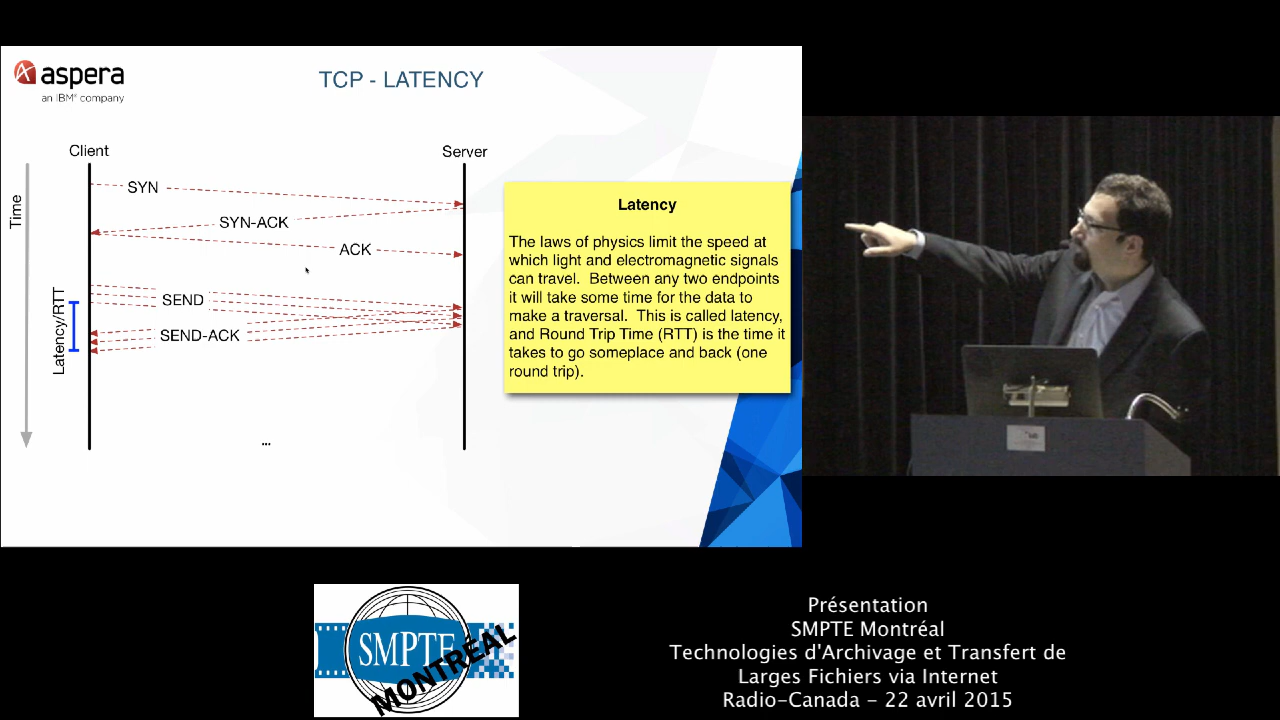 aspera
an IBM® company
TCP - LATENCY
Client
Server
Time
SYN
SYN-ACK
ACK
Latency/RTT
SEND
SEND-ACK
...
Latency
The laws of physics limit the speed at
which light and electromagnetic signals
can travel. Between any two endpoints
it will take some time for the data to
make a traversal. This is called latency,
and Round Trip Time (RTT) is the time it
takes to go someplace and back (one
round trip).
SMPTE
MONTRÉAL
Présentation
SMPTE Montréal
Technologies d'Archivage et Transfert de
Larges Fichiers via Internet
Radio-Canada - 22 avril 2015